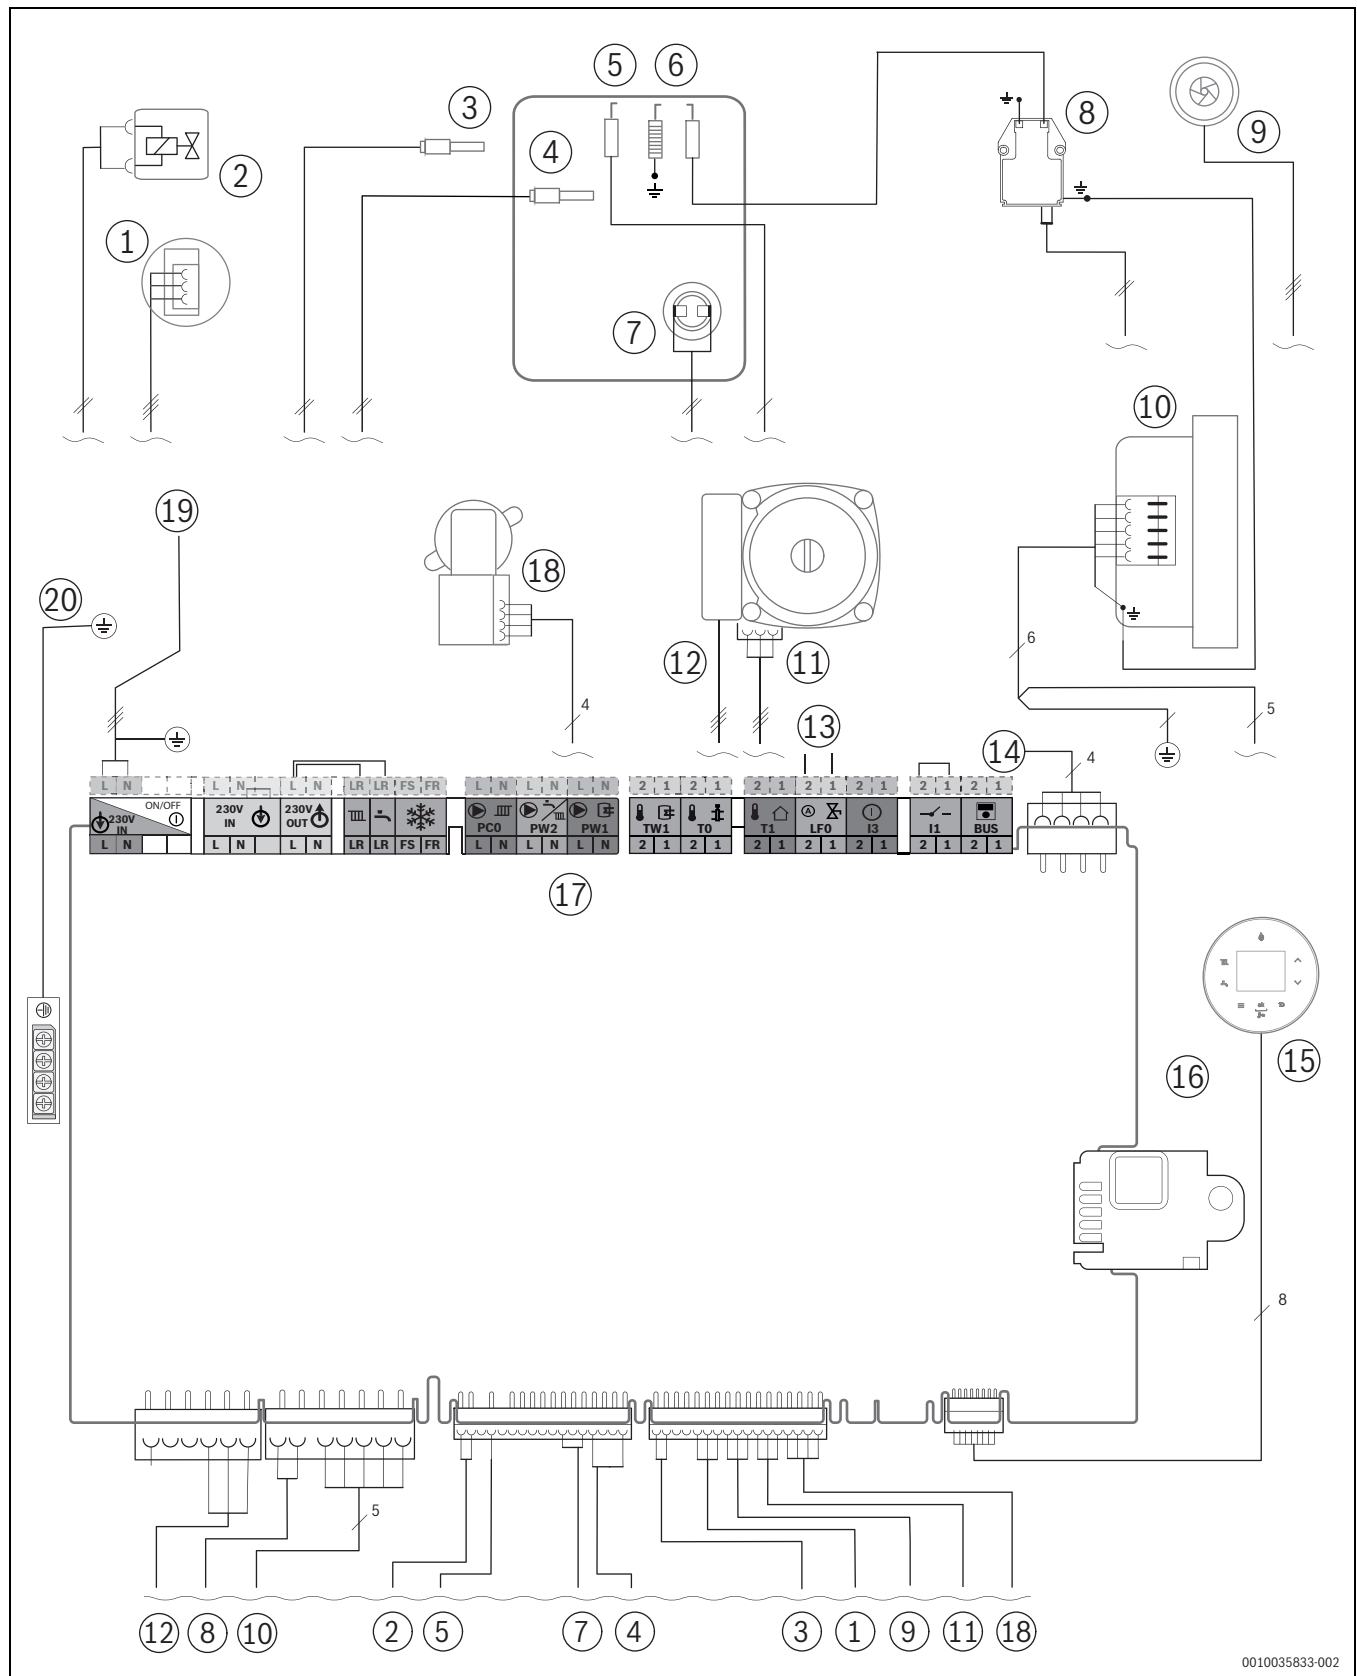 5 6
3
8
9
4
2
1
7
10
19
18
20
12
11
6
4
5
13
14
4
L N
L N
L N
LR LR FS FR
L N
L N
L N
2 1
2 1
2 1
2 1
2 1
2 1
2 1
230V
IN
ON/OFF
230V
IN
230V
OUT
PC0
PW2
PW1
TW1
T0
T1
A
LF0
I3
I1
BUS
L N
L N
L N
LR LR FS FR
L N
L N
L N
2 1
2 1
2 1
2 1
2 1
2 1
2 1
17
15
16
8
5
12 8 10 2 5 7 4 3 1 9 11 18
0010035833-002